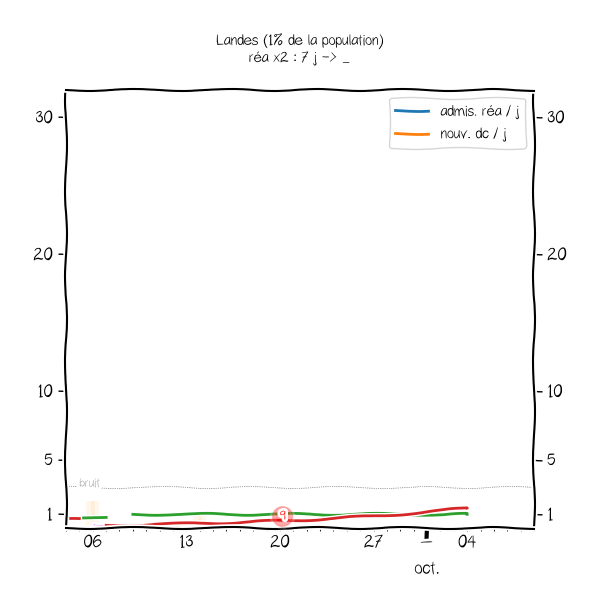 Landes (1% de la population)
réa x2 : 7 j -> _
admis. réa / j
nouv. dc / j
30 30
20 20
10 10
5 5
bruit
9
1 1
06 13 20 27 04
oct.